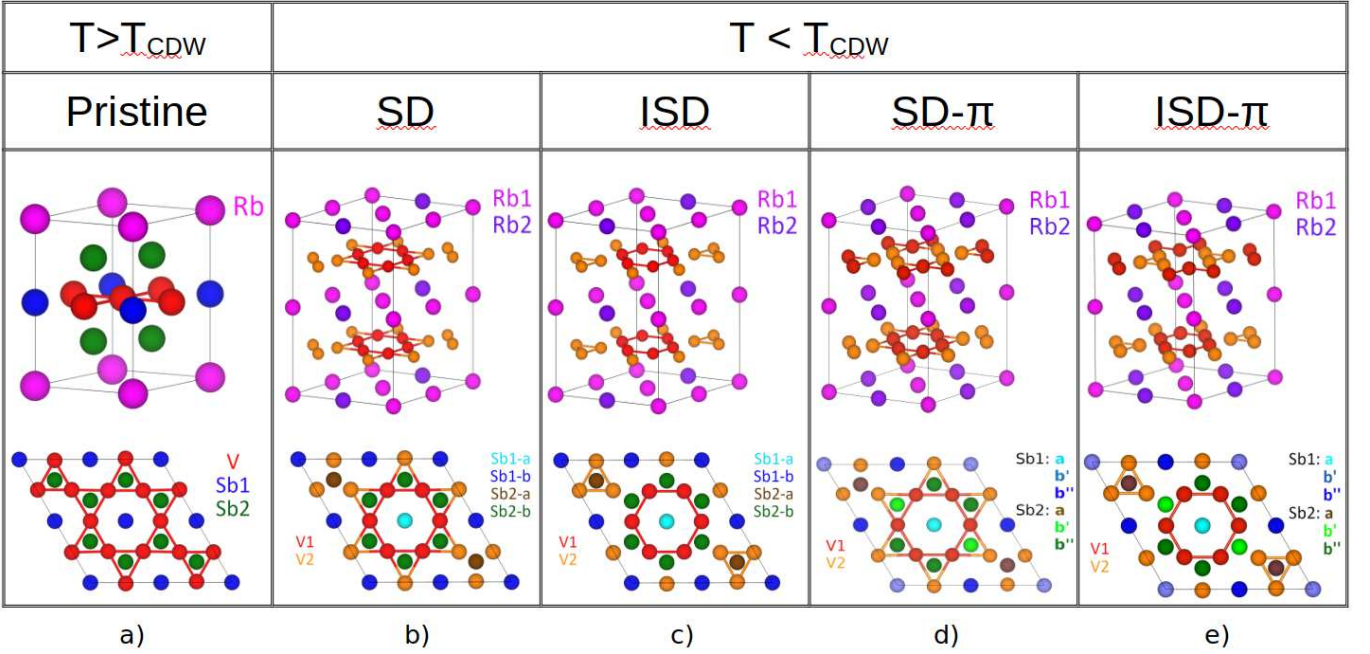 T>TCDW
T < TCDW
Pristine
SD
ISD
SD-π
ISD-π
Rb
Rb1
Rb2
Rb1
Rb2
Rb1
Rb2
Rb1
Rb2
V
Sb1
Sb2
Sb1-a
Sb1-b
Sb2-a
Sb2-b
V1
V2
Sb1-a
Sb1-b
Sb2-a
Sb2-b
V1
V2
Sb1: a
b'
b''
Sb2: a
b'
b''
V1
V2
Sb1: a
b'
b''
Sb2: a
b'
b''
V1
V2
a)
b)
c)
d)
e)